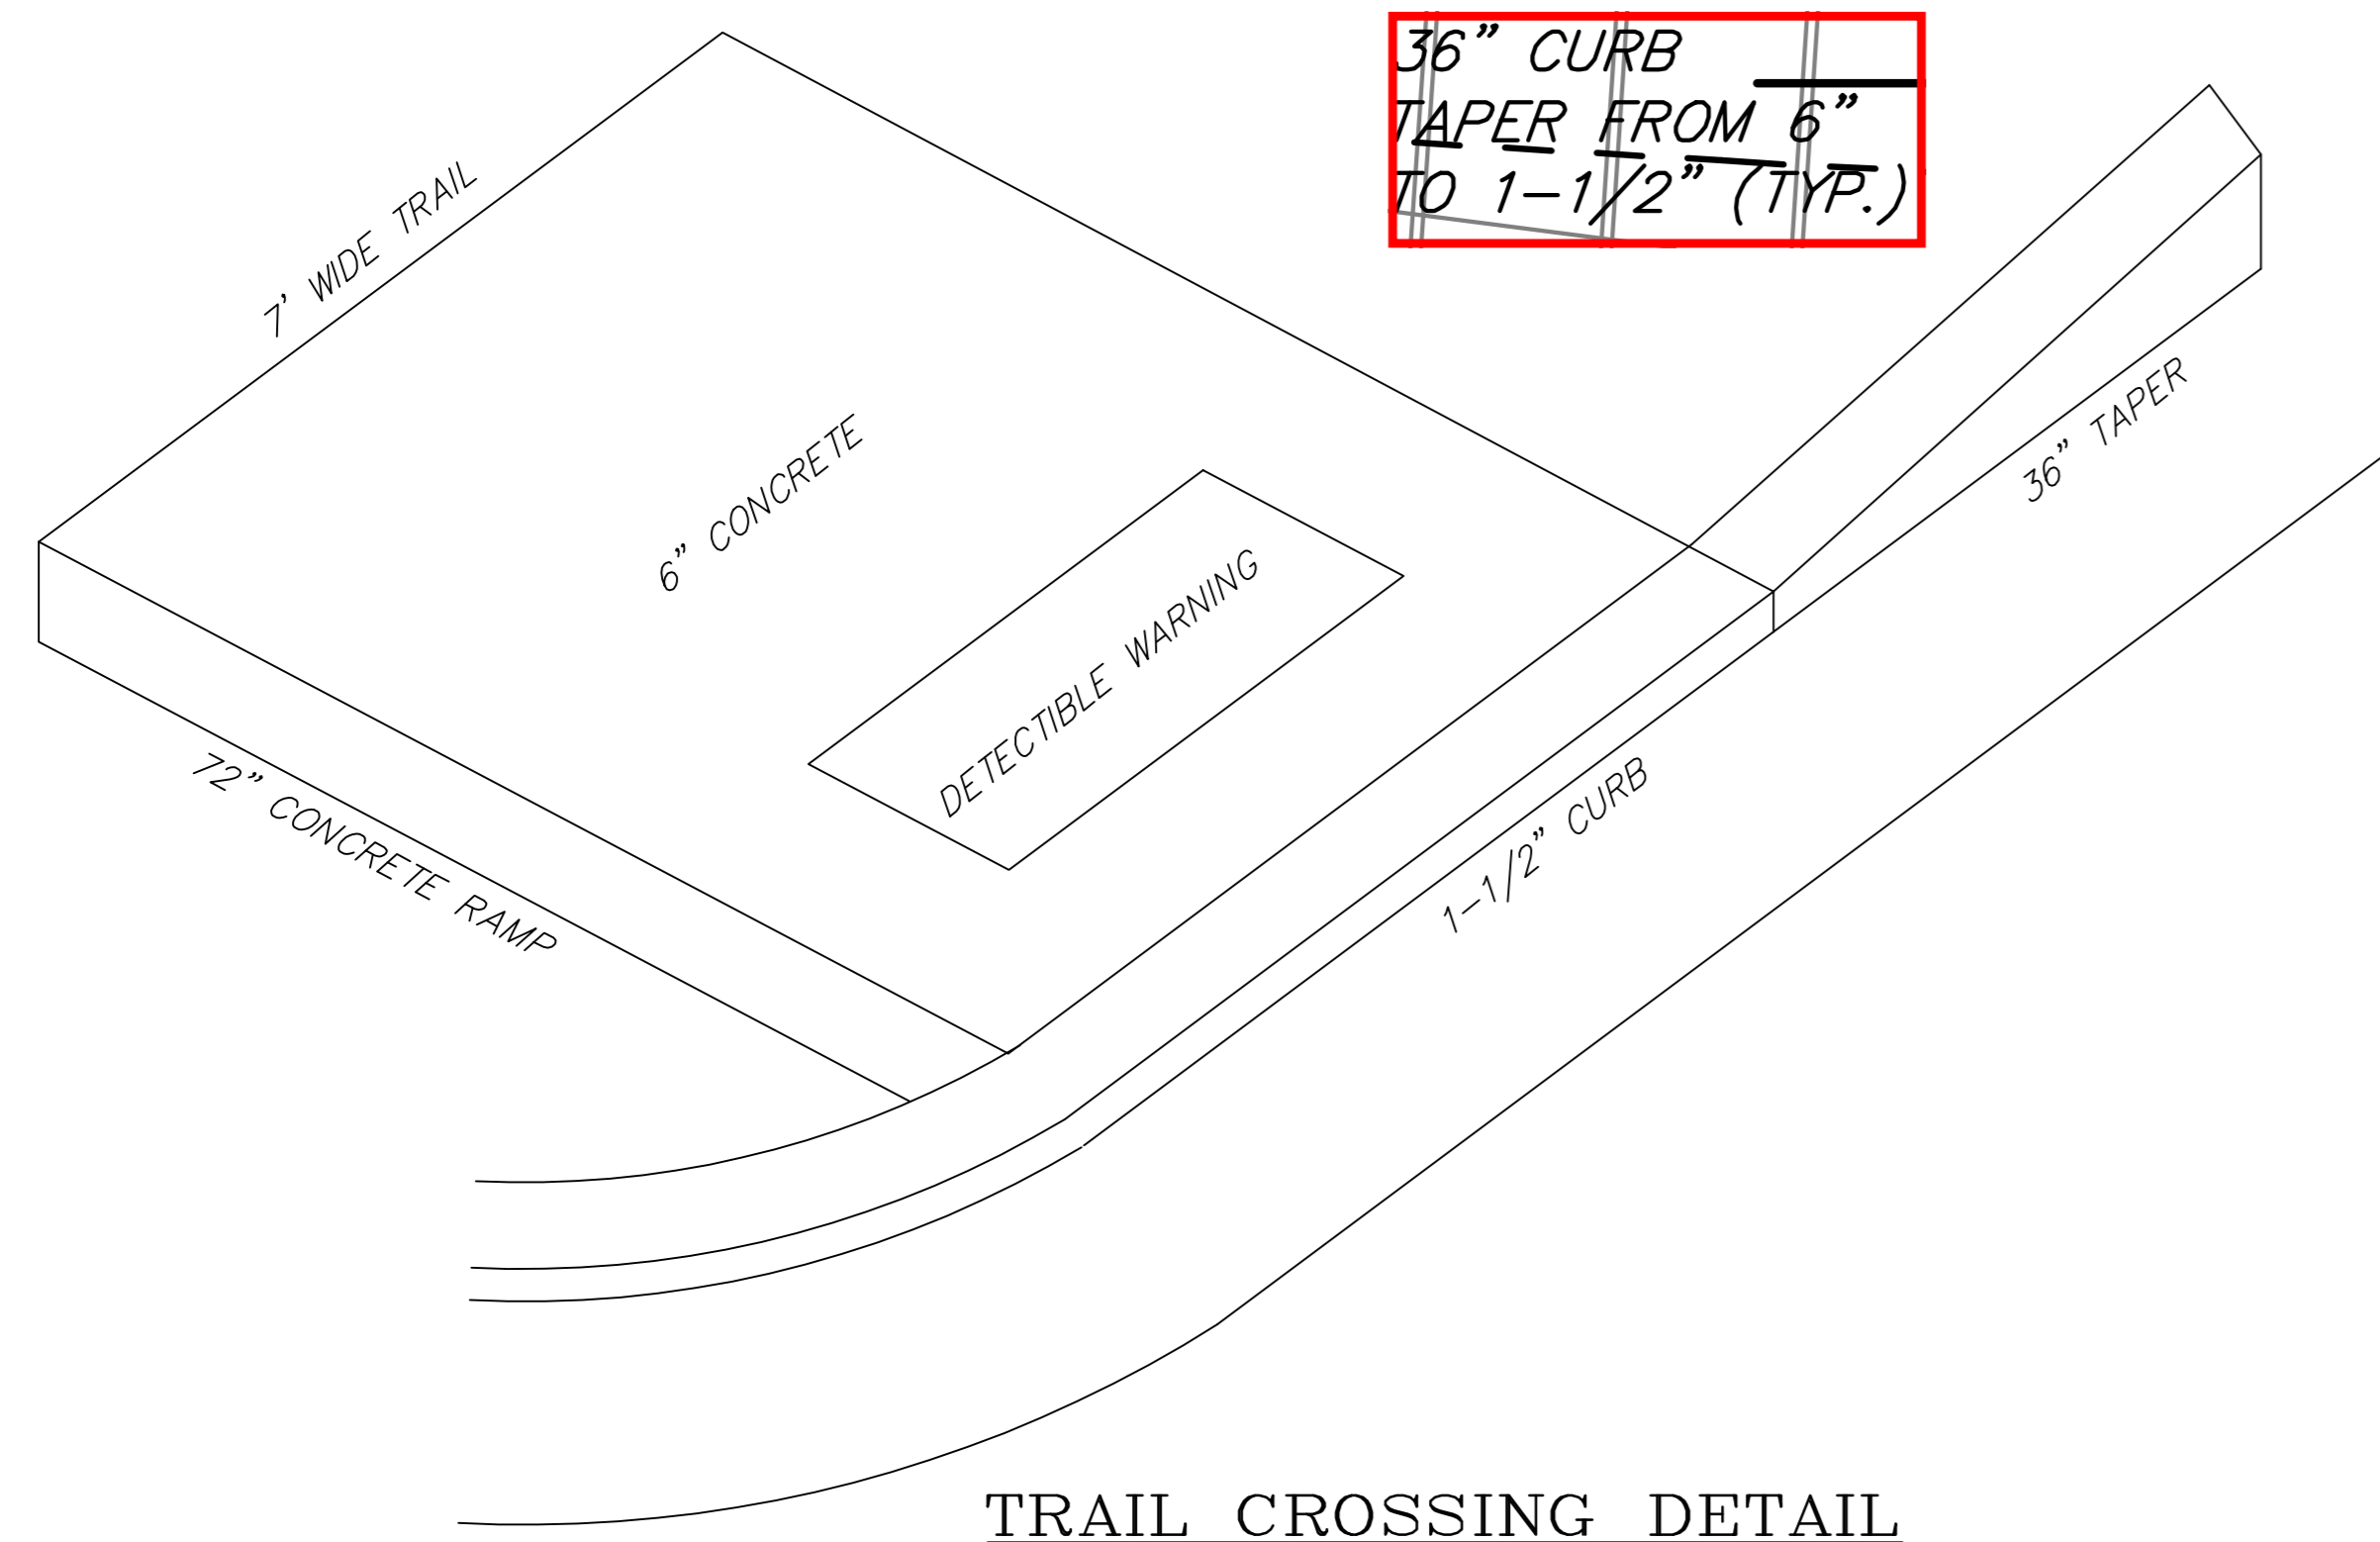 36” CURB
TAPER FROM 6”
TO 1-1/2” (TYP.)
7’ WIDE TRAIL
6” CONCRETE
36” TAPER
DETECTIBLE WARNING
72” CONCRETE RAMP
1-1/2” CURB
TRAIL CROSSING DETAIL